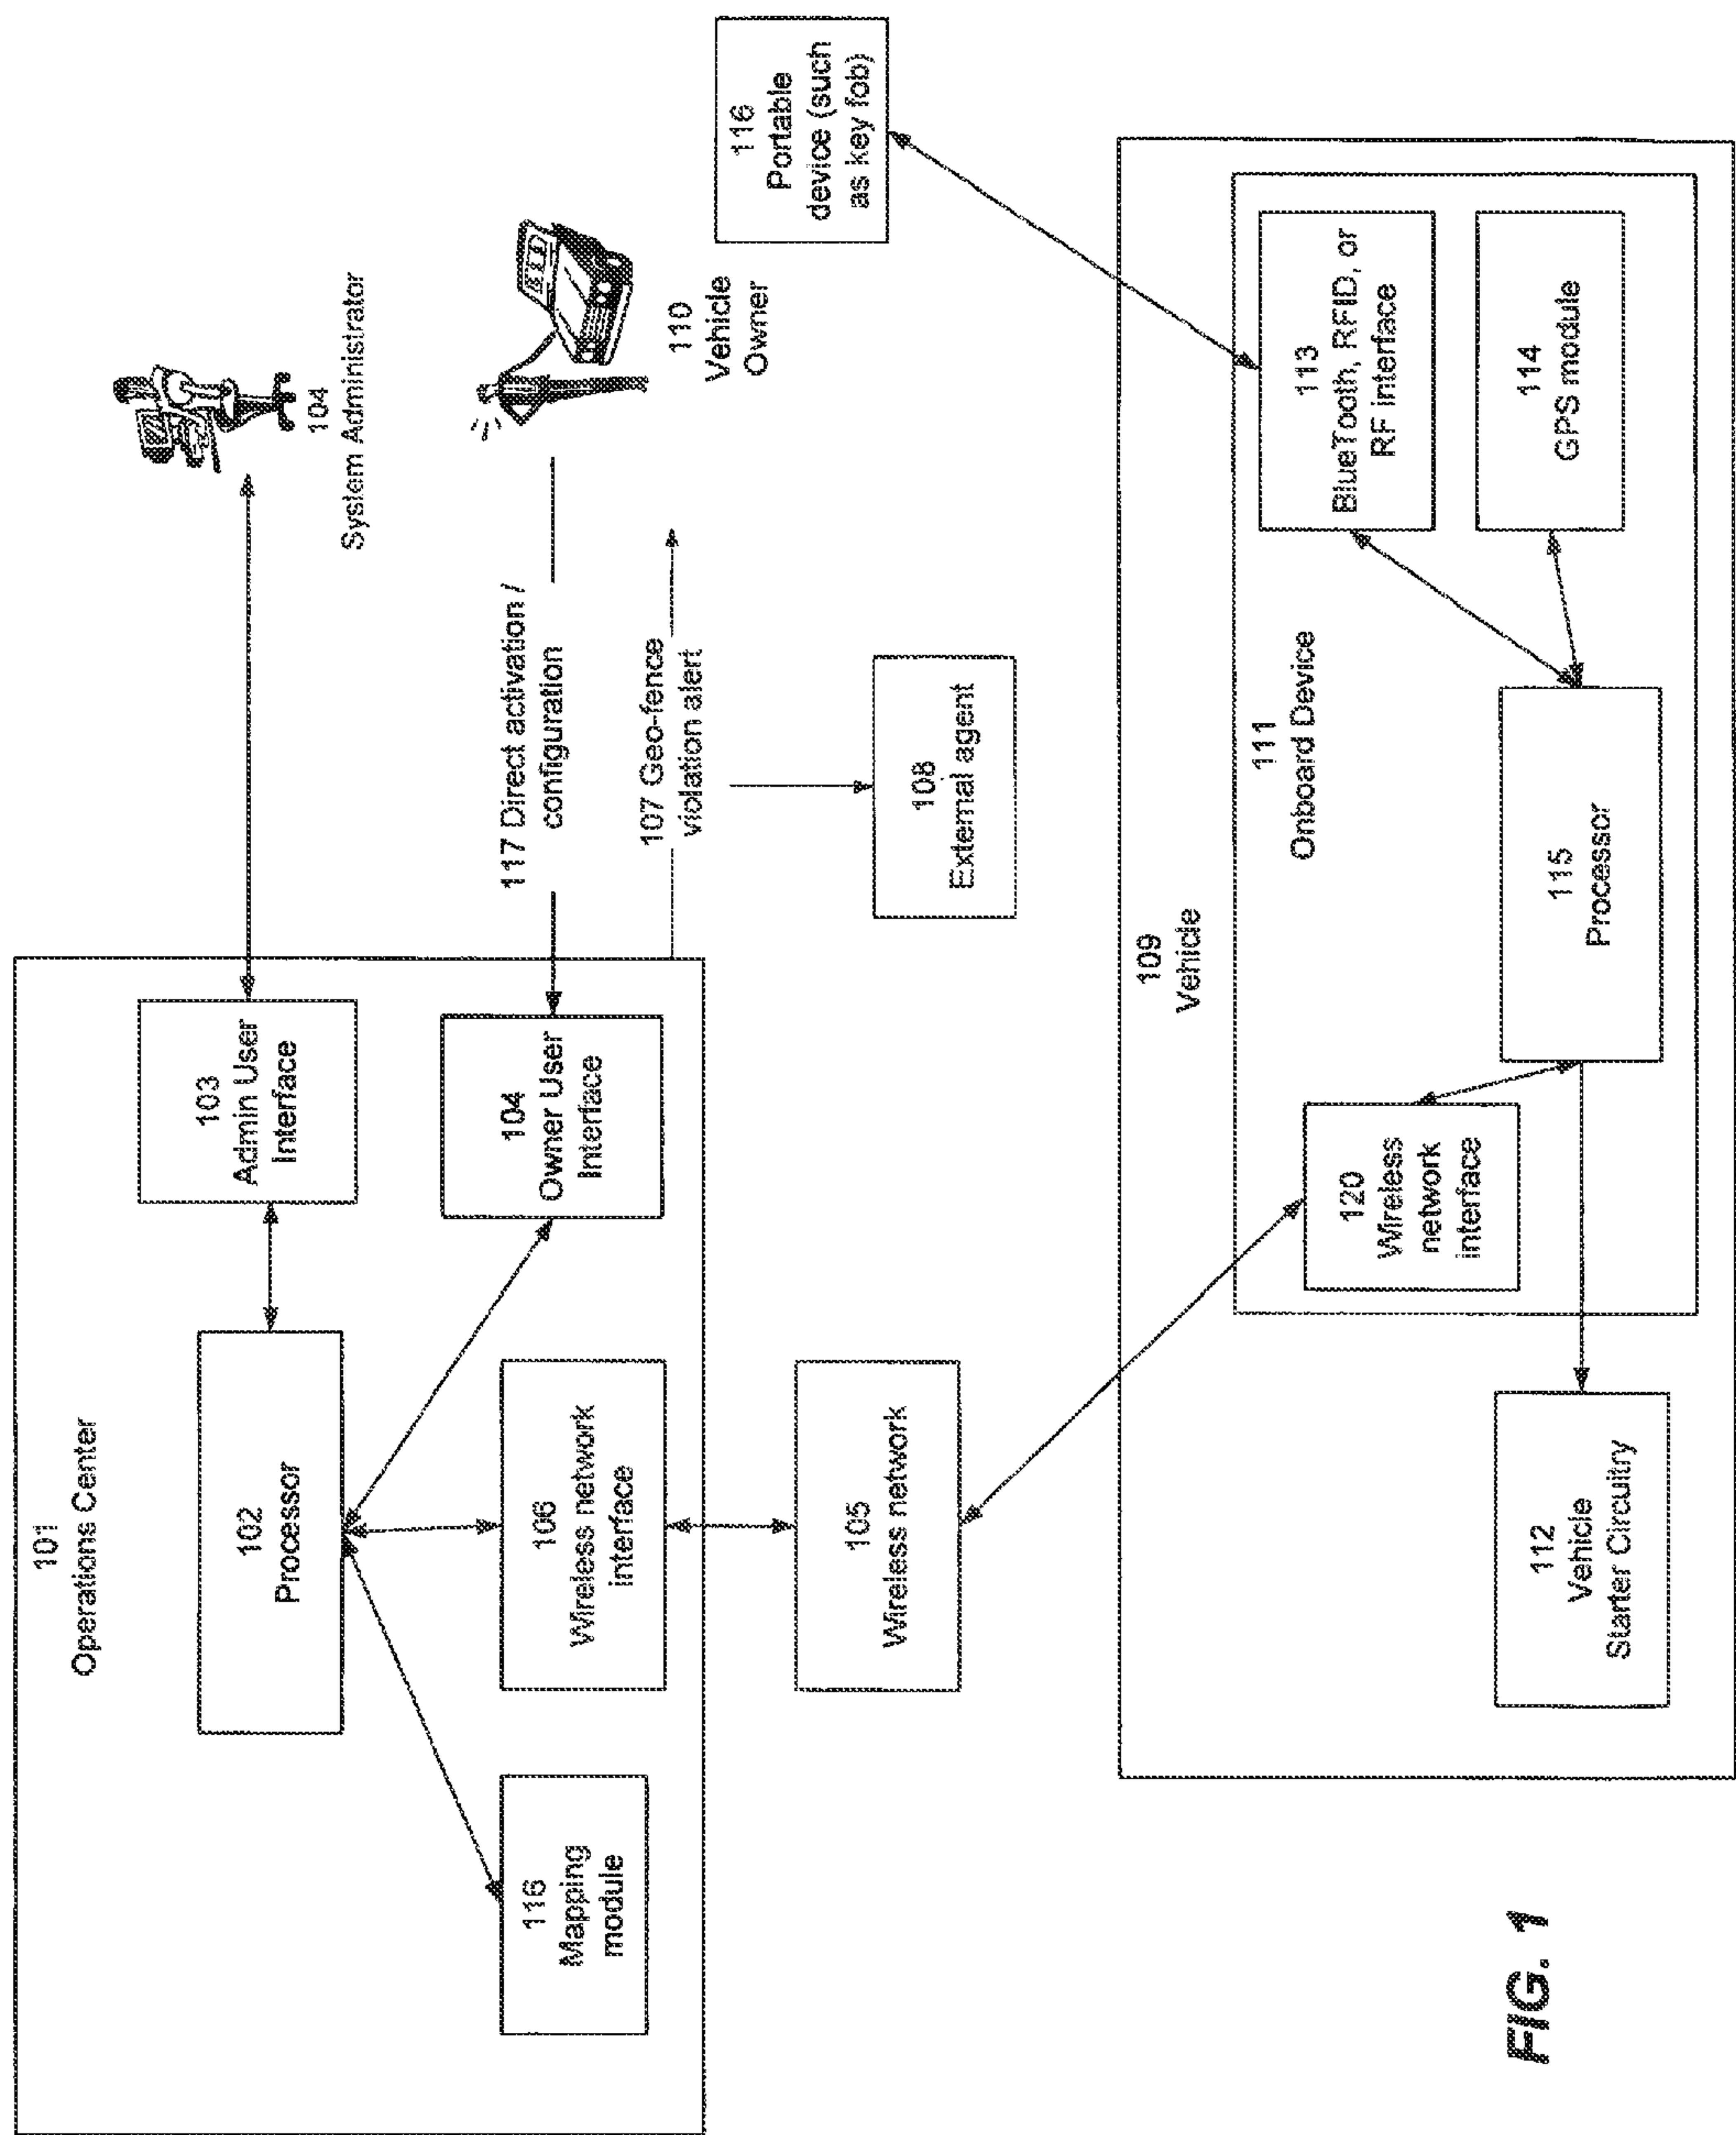 101
Operations Center
102
Processor
103
Admin User
Interface
104
System Administrator
116
Mapping
module
106
Wireless network
interface
104
Owner User
Interface
117 Direct activation /
configuration
107 Geo-fence
violation alert
110
Vehicle
Owner
105
Wireless network
108
External agent
116
Portable
device (such
as key fob)
109
Vehicle
111
Onboard Device
120
Wireless
network
interface
113
BlueTooth, RFID, or
RF interface
112
Vehicle
Starter Circuitry
115
Processor
114
GPS module
FIG. 1